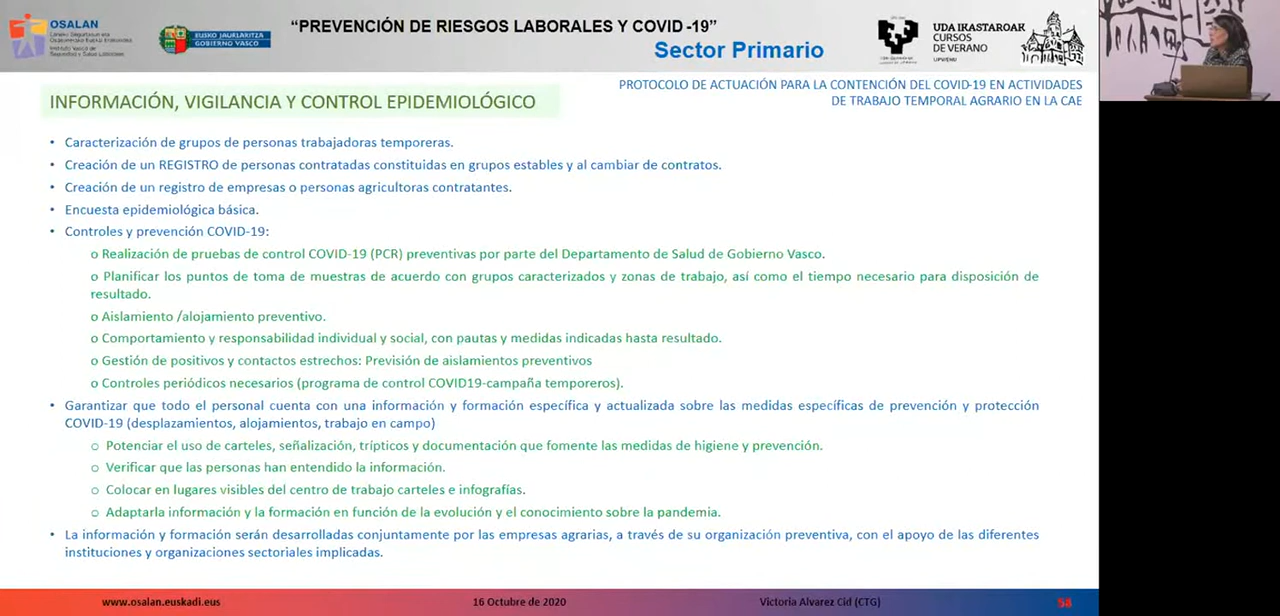 OSALAN
EUSKO JAURLARITZA
GOBIERNO VASCO
“PREVENCIÓN DE RIESGOS LABORALES Y COVID -19”
Sector Primario
UDA IKASTAROAK
CURSOS
DE VERANO
UPV/EHU
PROTOCOLO DE ACTUACIÓN PARA LA CONTENCIÓN DEL COVID-19 EN ACTIVIDADES
DE TRABAJO TEMPORAL AGRARIO EN LA CAE
INFORMACIÓN, VIGILANCIA Y CONTROL EPIDEMIOLÓGICO
• Caracterización de grupos de personas trabajadoras temporeras.
• Creación de un REGISTRO de personas contratadas constituidas en grupos estables y al cambiar de contratos.
• Creación de un registro de empresas o personas agricultoras contratantes.
• Encuesta epidemiológica básica.
• Controles y prevención COVID-19:
o Realización de pruebas de control COVID-19 (PCR) preventivas por parte del Departamento de Salud de Gobierno Vasco.
o Planificar los puntos de toma de muestras de acuerdo con grupos caracterizados y zonas de trabajo, así como el tiempo necesario para disposición de
resultado.
o Aislamiento /alojamiento preventivo.
o Comportamiento y responsabilidad individual y social, con pautas y medidas indicadas hasta resultado.
o Gestión de positivos y contactos estrechos: Previsión de aislamientos preventivos
o Controles periódicos necesarios (programa de control COVID19-campaña temporeros).
• Garantizar que todo el personal cuenta con una información y formación específica y actualizada sobre las medidas específicas de prevención y protección
COVID-19 (desplazamientos, alojamientos, trabajo en campo)
o Potenciar el uso de carteles, señalización, trípticos y documentación que fomente las medidas de higiene y prevención.
o Verificar que las personas han entendido la información.
o Colocar en lugares visibles del centro de trabajo carteles e infografías.
o Adaptarla información y la formación en función de la evolución y el conocimiento sobre la pandemia.
• La información y formación serán desarrolladas conjuntamente por las empresas agrarias, a través de su organización preventiva, con el apoyo de las diferentes
instituciones y organizaciones sectoriales implicadas.
www.osalan.euskadi.eus
16 Octubre de 2020
Victoria Alvarez Cid (CTG)
58